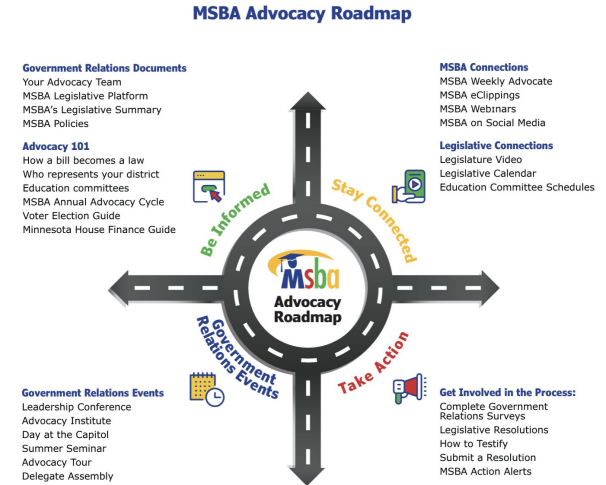 MSBA Advocacy Roadmap
Government Relations Documents
Your Advocacy Team
MSBA Legislative Platform
MSBA's Legislative Summary
MSBA Policies
Advocacy 101
How a bill becomes a law
Who represents your district
Education committees
MSBA Annual Advocacy Cycle
Voter Election Guide
Minnesota House Finance Guide
MSBA Connections
MSBA Weekly Advocate
MSBA eClippings
MSBA Webinars
MSBA on Social Media
Legislative Connections
Legislature Video
Legislative Calendar
Education Committee Schedules
Be Informed
Stay Connected
Msba
Advocacy
Roadmap
Government
Relations Events
Take Action
Government Relations Events
Leadership Conference
Advocacy Institute
Day at the Capitol
Summer Seminar
Advocacy Tour
Delegate Assembly
Get Involved in the Process:
Complete Government
Relations Surveys
Legislative Resolutions
How to Testify
Submit a Resolution
MSBA Action Alerts